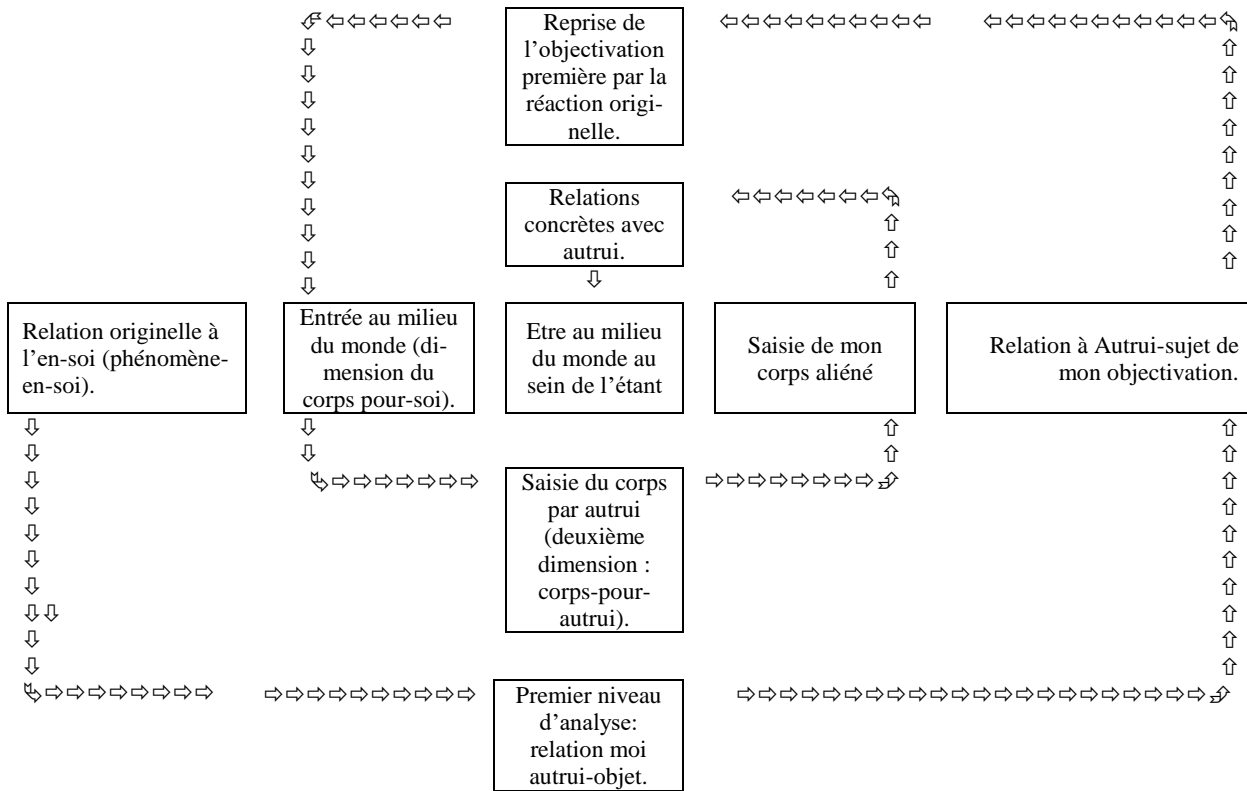 Reprise de
l’objectivation
première par la
réaction origi-
nelle.
Relations
concrètes avec
autrui.
Relation originelle à
l’en-soi (phénomène-
en-soi).
Entrée au milieu
du monde (di-
mension du
corps pour-soi).
Etre au milieu
du monde au
sein de l’étant
Saisie de mon
corps aliéné
Relation à Autrui-sujet de
mon objectivation.
Saisie du corps
par autrui
(deuxième
dimension :
corps-pour-
autrui).
Premier niveau
d’analyse:
relation moi
autrui-objet.